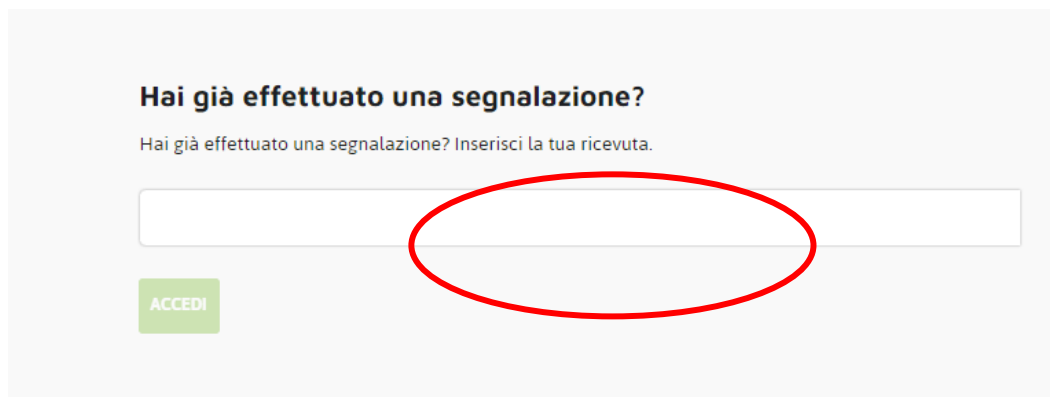 Hai già effettuato una segnalazione?
Hai già effettuato una segnalazione? Inserisci la tua ricevuta.
ACCEDI